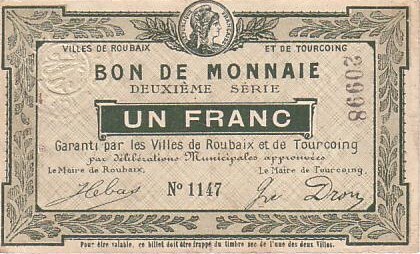 VILLES DE ROUBAIX ET DE TOURCOING
BON DE MONNAIE
DEUXIÈME SÉRIE
20998
UN FRANC
Garanti par les Villes de Roubaix et de Tourcoing
par délibérations Municipales approuvées
Le Maire de Roubaix, Le Maire de Tourcoing,
Hebas No 1147 G. Dron
Pour être valable, ce billet doit être frappé du timbre sec de l'une des deux Villes.